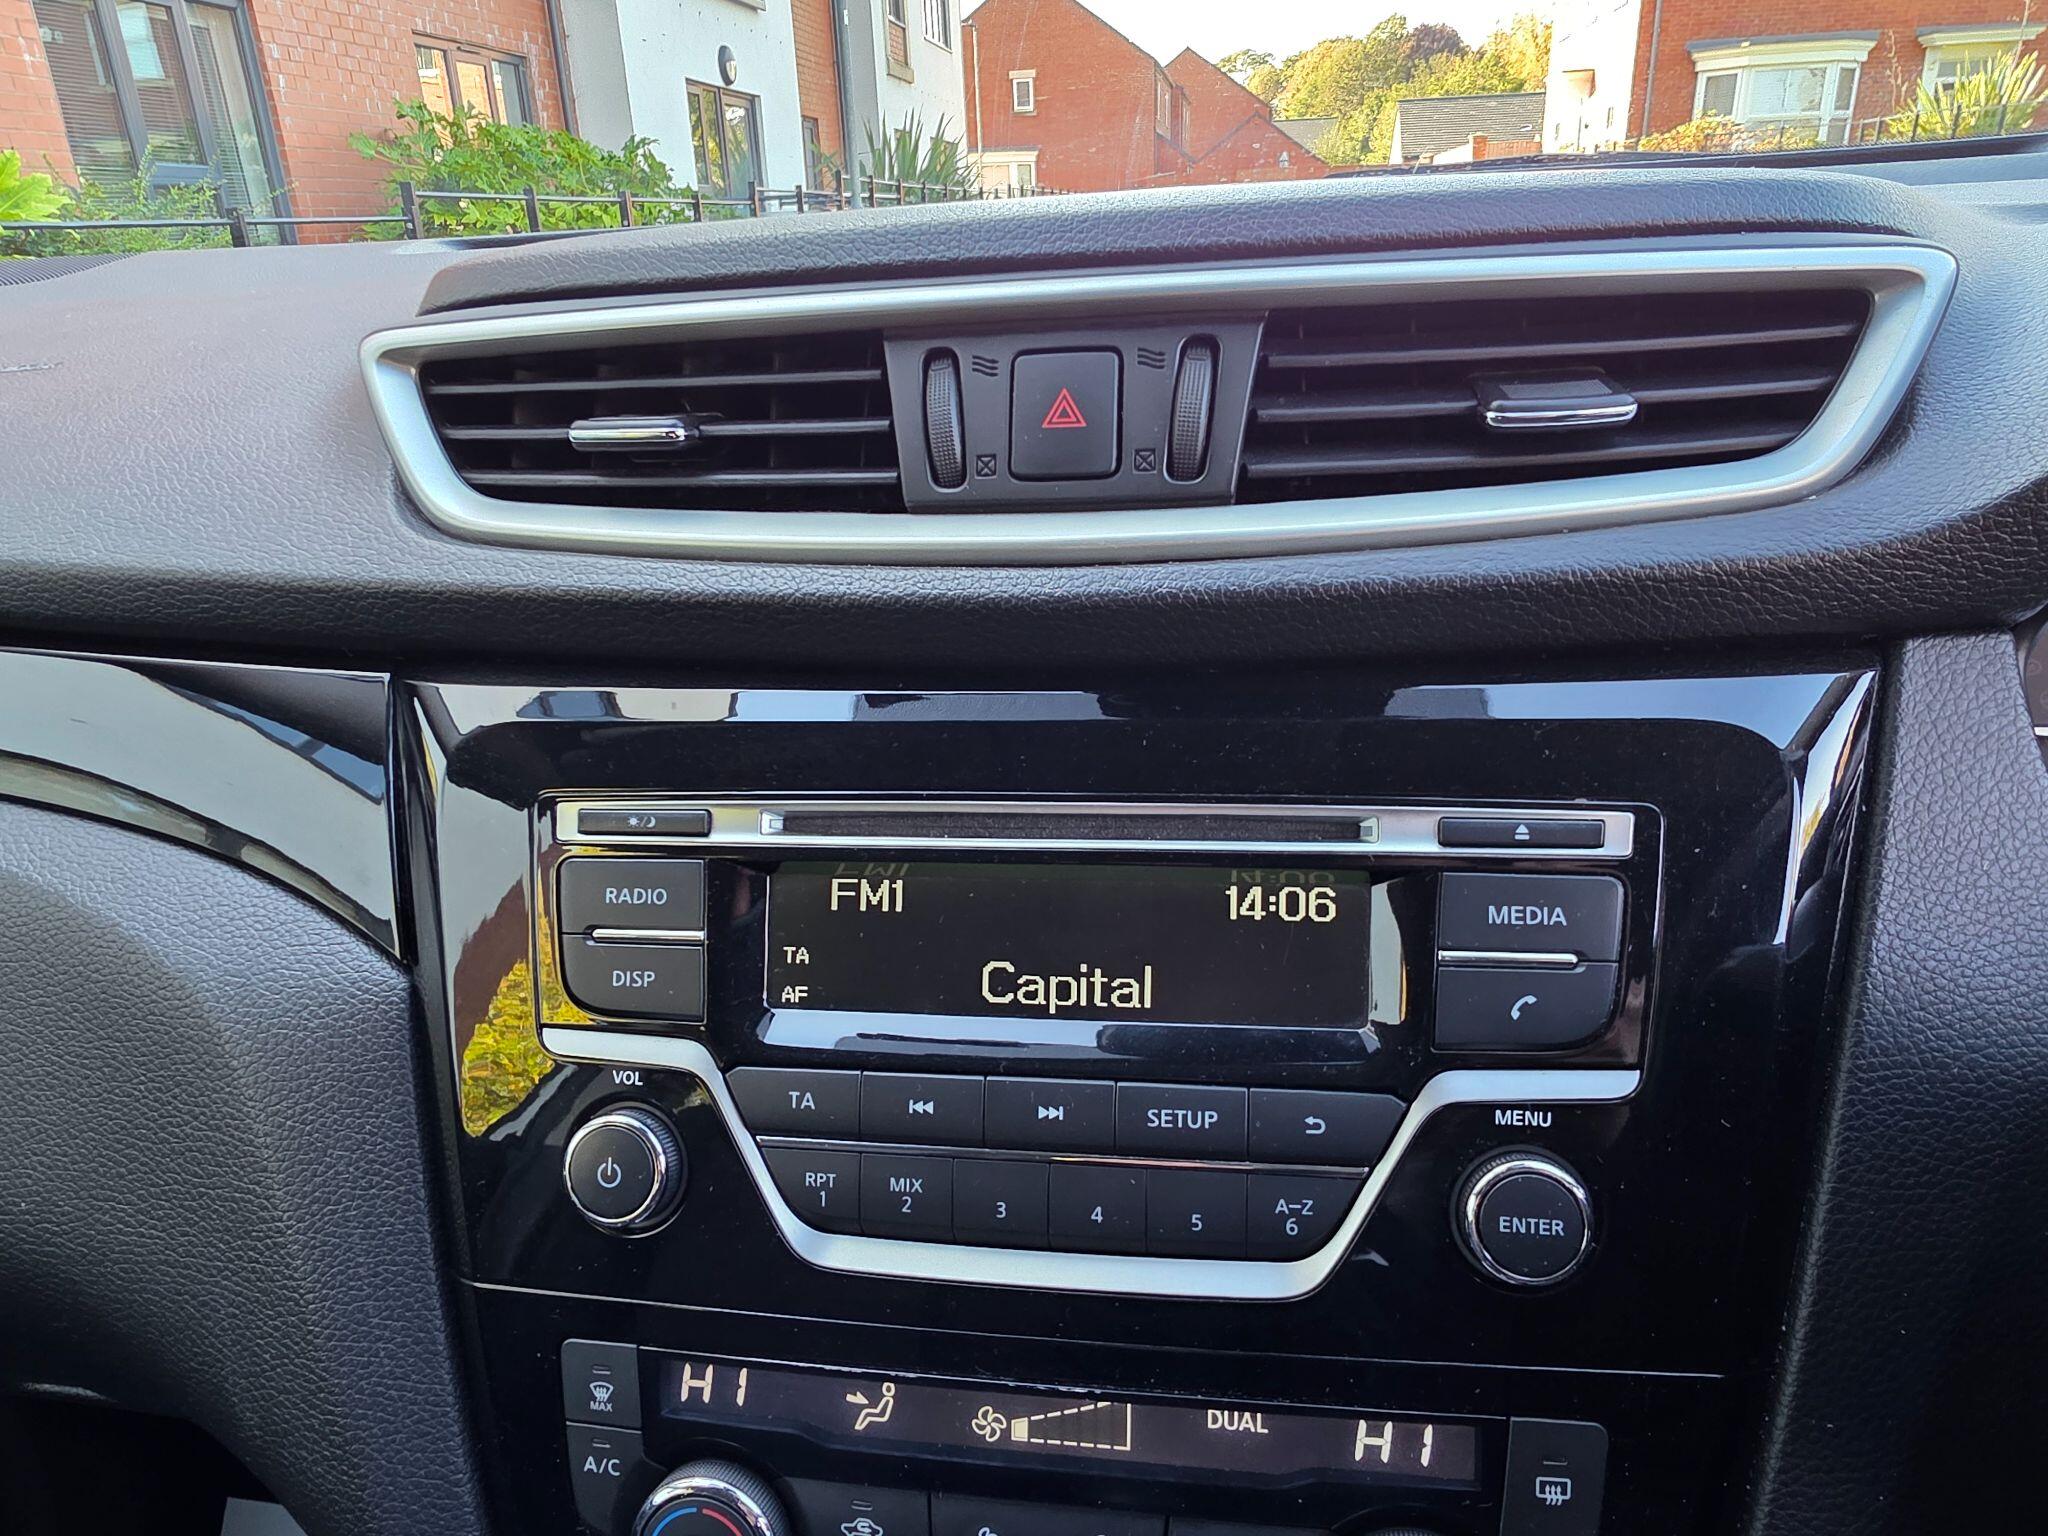 FM1 14:06
TA
AF
Capital
RADIO
DISP
MEDIA
VOL
MENU
TA
SETUP
RPT
1
MIX
2
3
4
5
A-Z
6
ENTER
HI DUAL HI
MAX
A/C